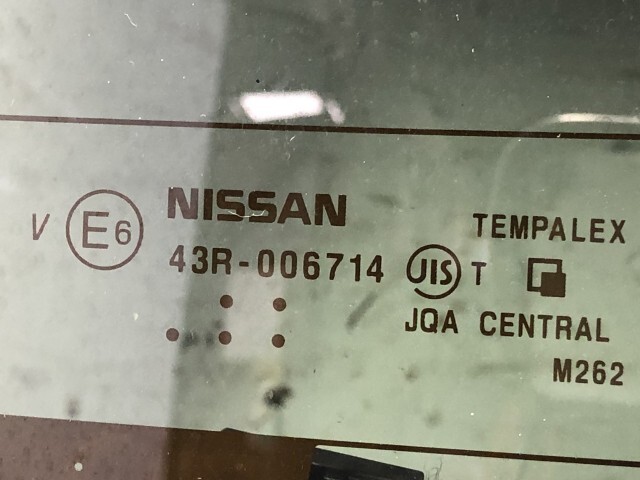 NISSAN
V E6 43R-006714
TEMPALEX
JIS T
JQA CENTRAL
M262